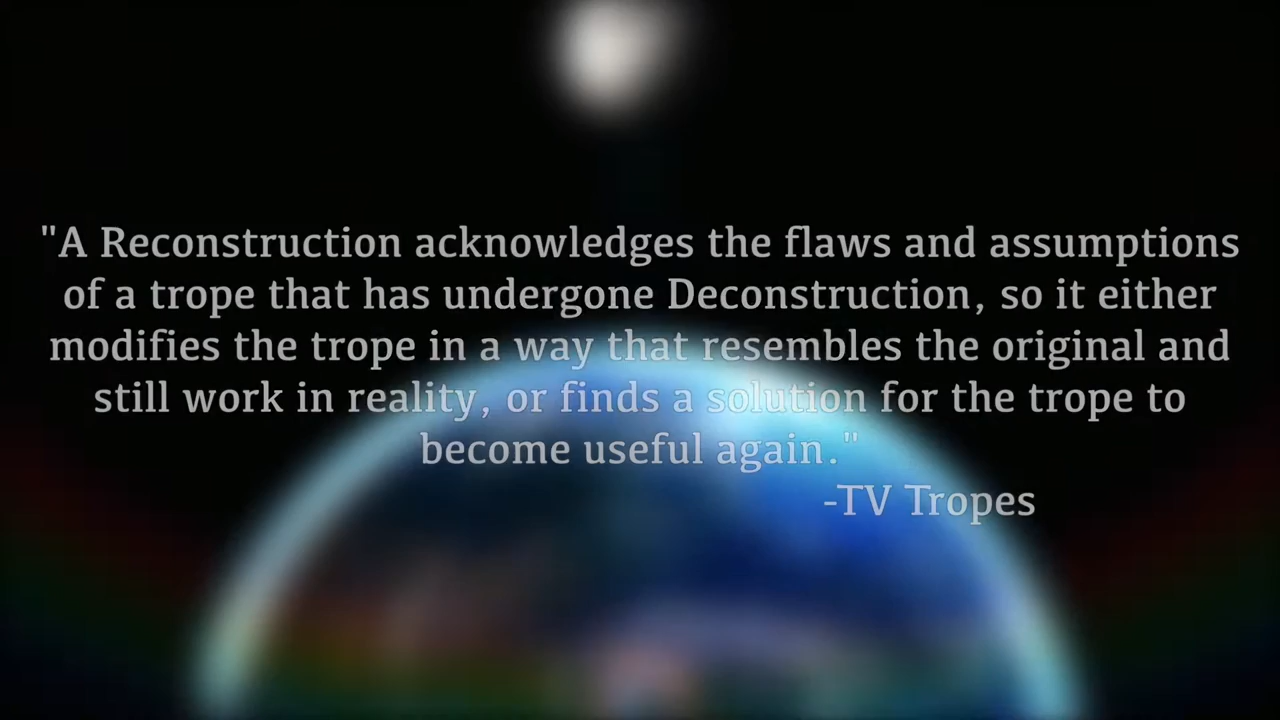 "A Reconstruction acknowledges the flaws and assumptions
of a trope that has undergone Deconstruction, so it either
modifies the trope in a way that resembles the original and
still work in reality, or finds a solution for the trope to
become useful again."
-TV Tropes